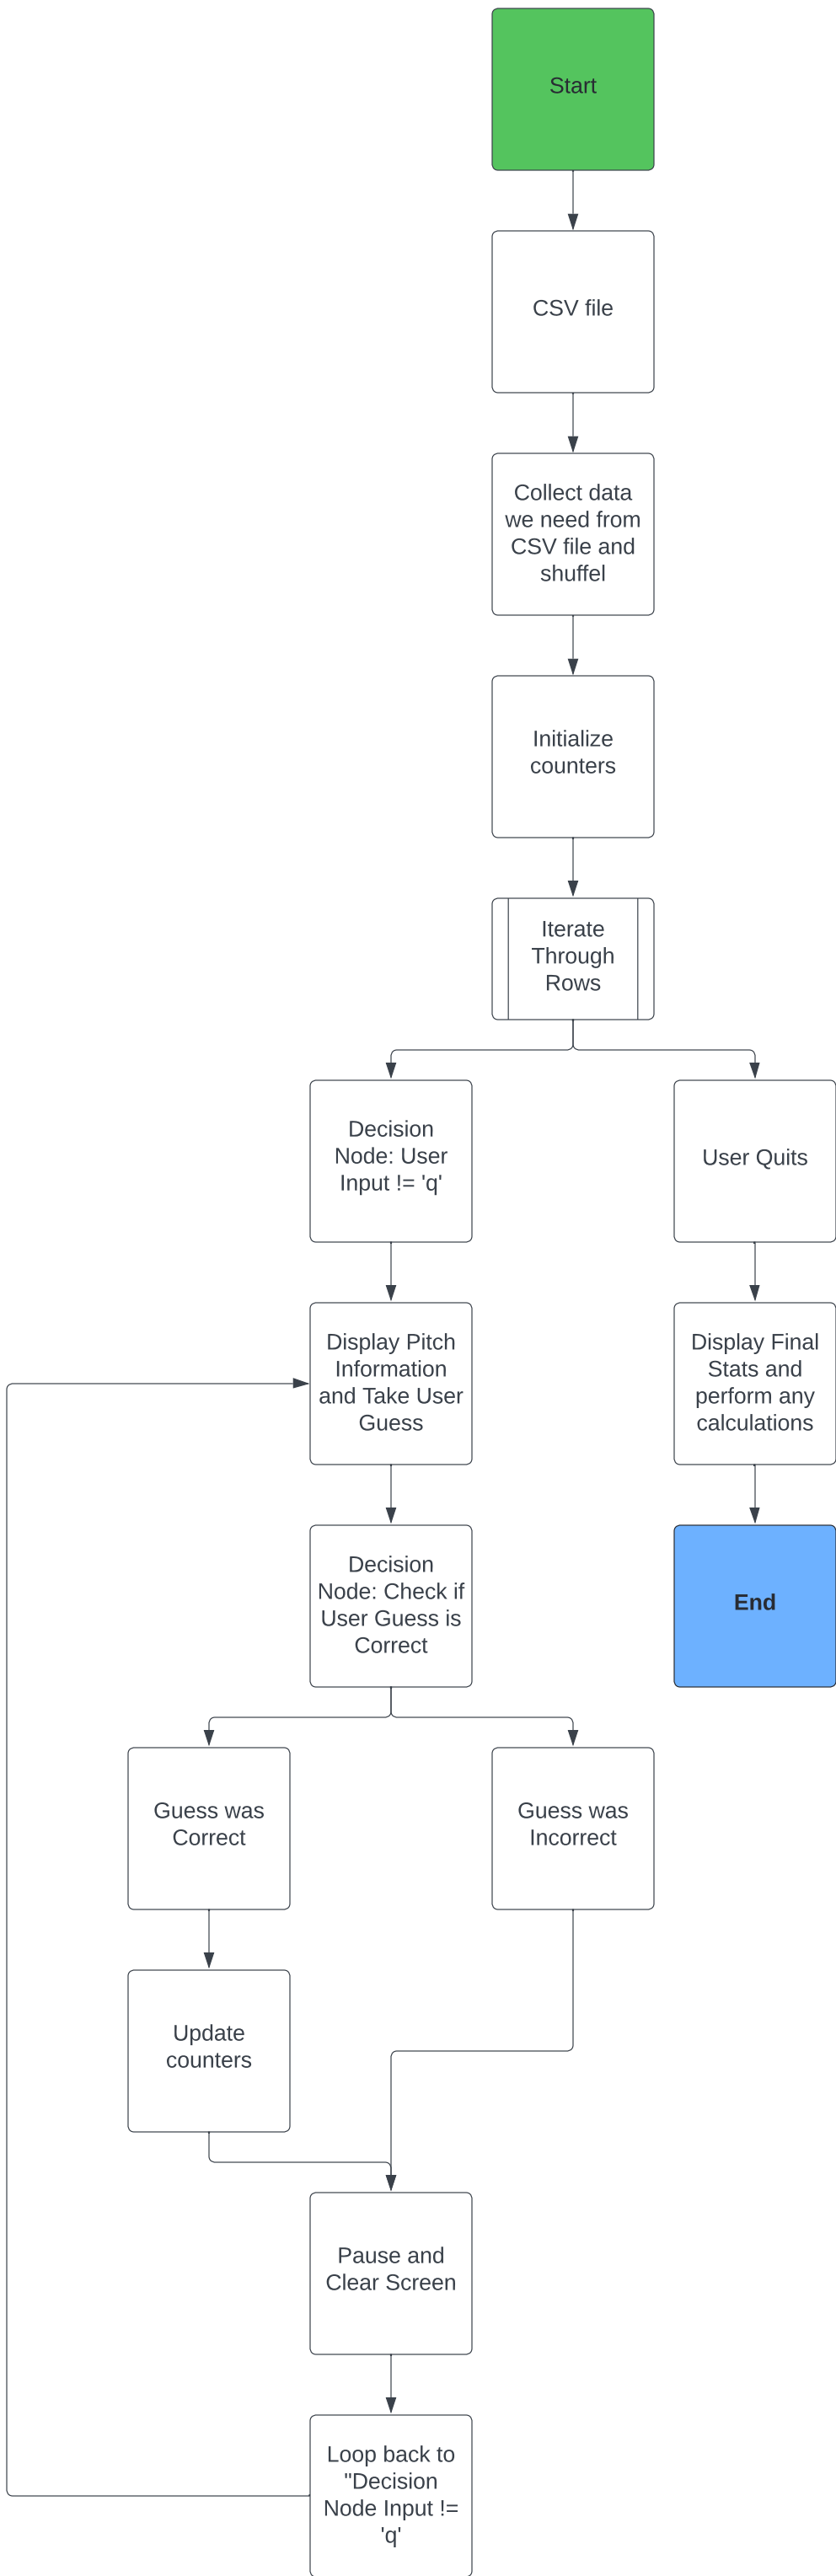 Start
CSV file
Collect data
we need from
CSV file and
shuffel
Initialize
counters
Iterate
Through
Rows
Decision
Node: User
Input != 'q'
User Quits
Display Pitch
Information
and Take User
Guess
Display Final
Stats and
perform any
calculations
Decision
Node: Check if
User Guess is
Correct
End
Guess was
Correct
Guess was
Incorrect
Update
counters
Pause and
Clear Screen
Loop back to
"Decision
Node Input !=
'q'